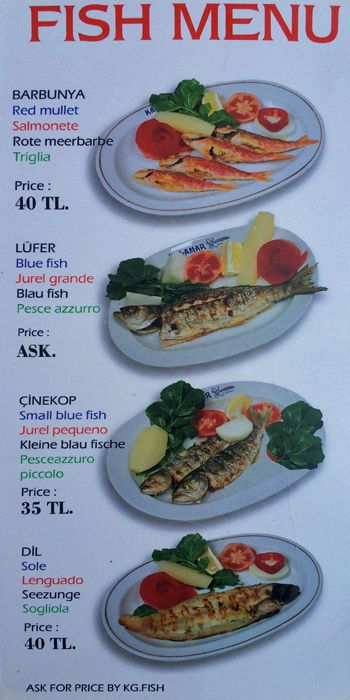 FISH MENU
BARBUNYA
Red mullet
Salmonete
Rote meerbarbe
Triglia
Price :
40 TL.
LÜFER
Blue fish
Jurel grande
Blau fish
Pesce azzurro
Price :
ASK.
ÇİNEKOP
Small blue fish
Jurel pequeno
Kleine blau fische
Pesceazzuro
piccolo
Price :
35 TL.
DİL
Sole
Lenguado
Seezunge
Sogliola
Price :
40 TL.
ASK FOR PRICE BY KG.FISH